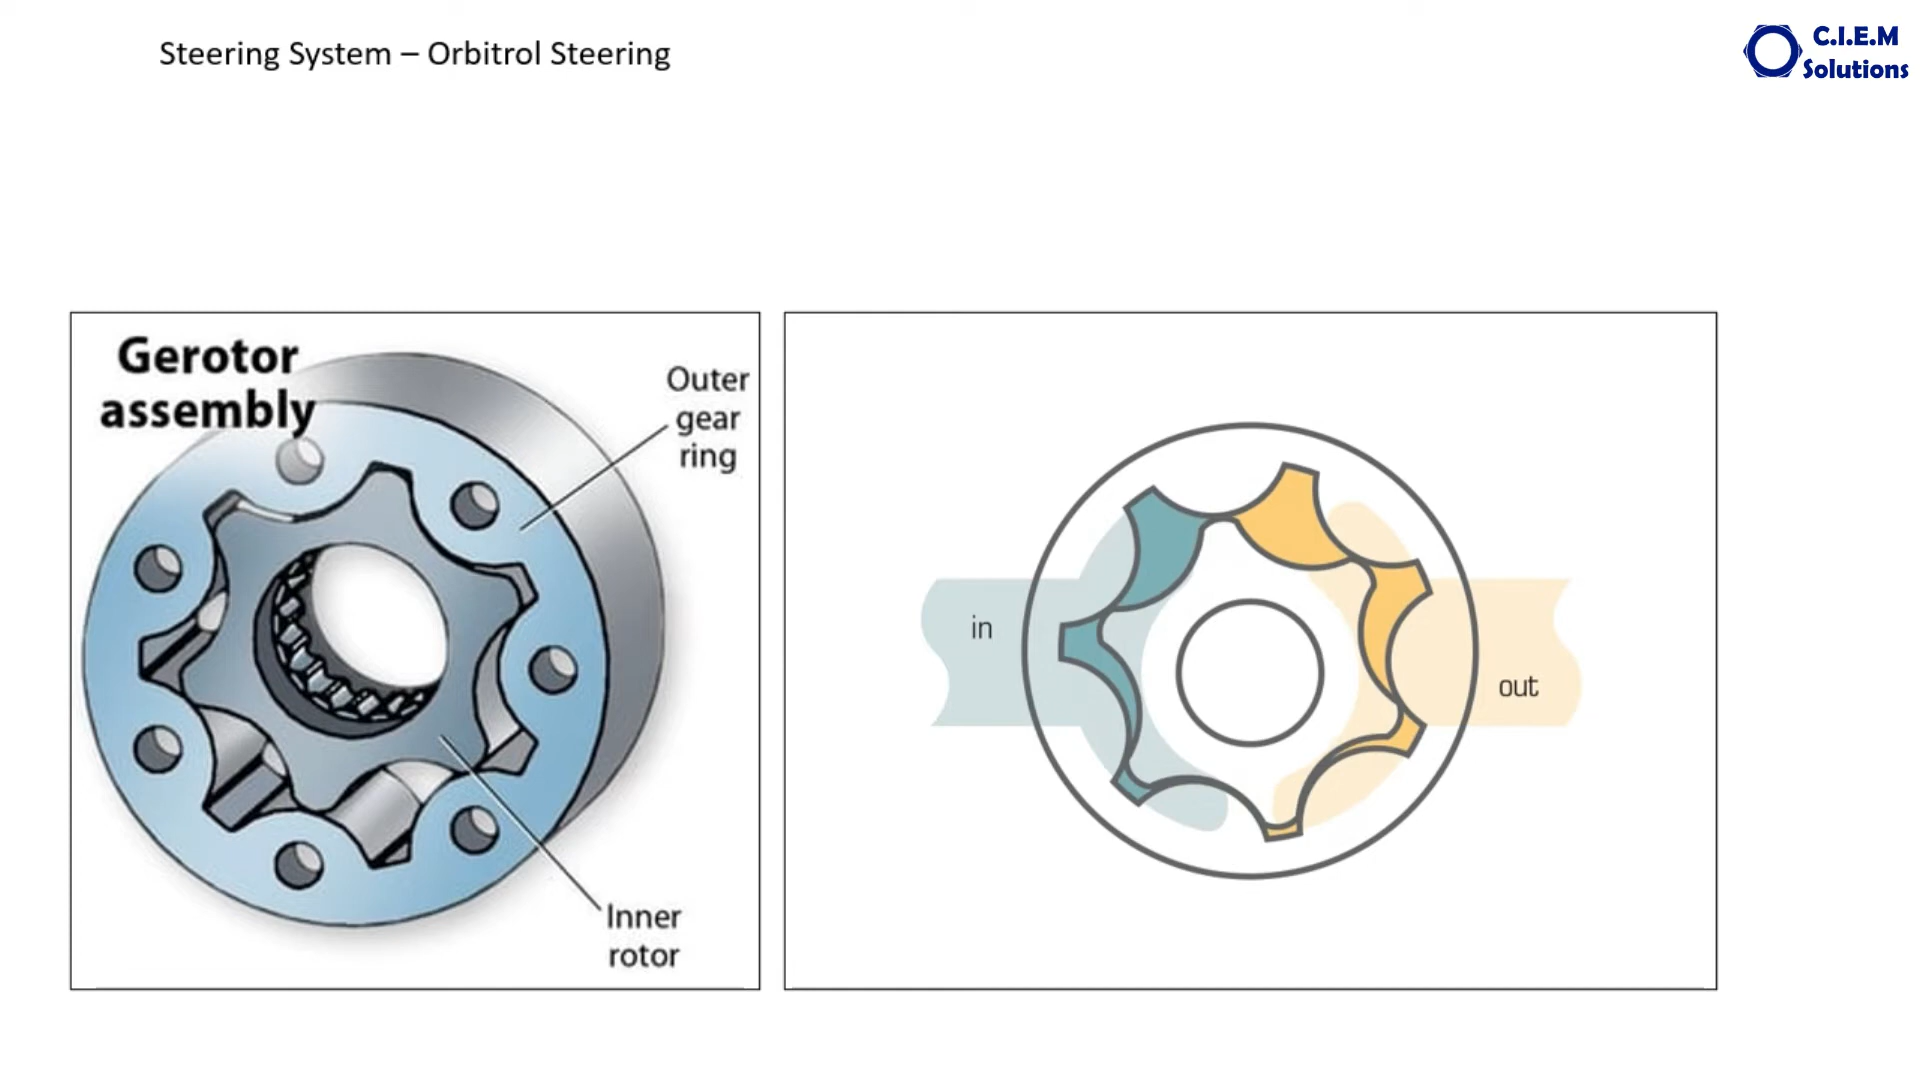 Steering System – Orbitrol Steering
C.I.E.M
Solutions
Gerotor
assembly
Outer
gear
ring
Inner
rotor
in
out